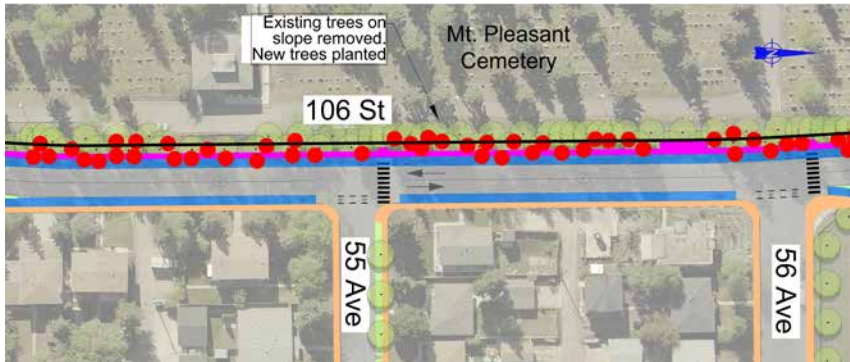 Existing trees on
slope removed.
New trees planted
Mt. Pleasant
Cemetery
N
106 St
55 Ave
56 Ave